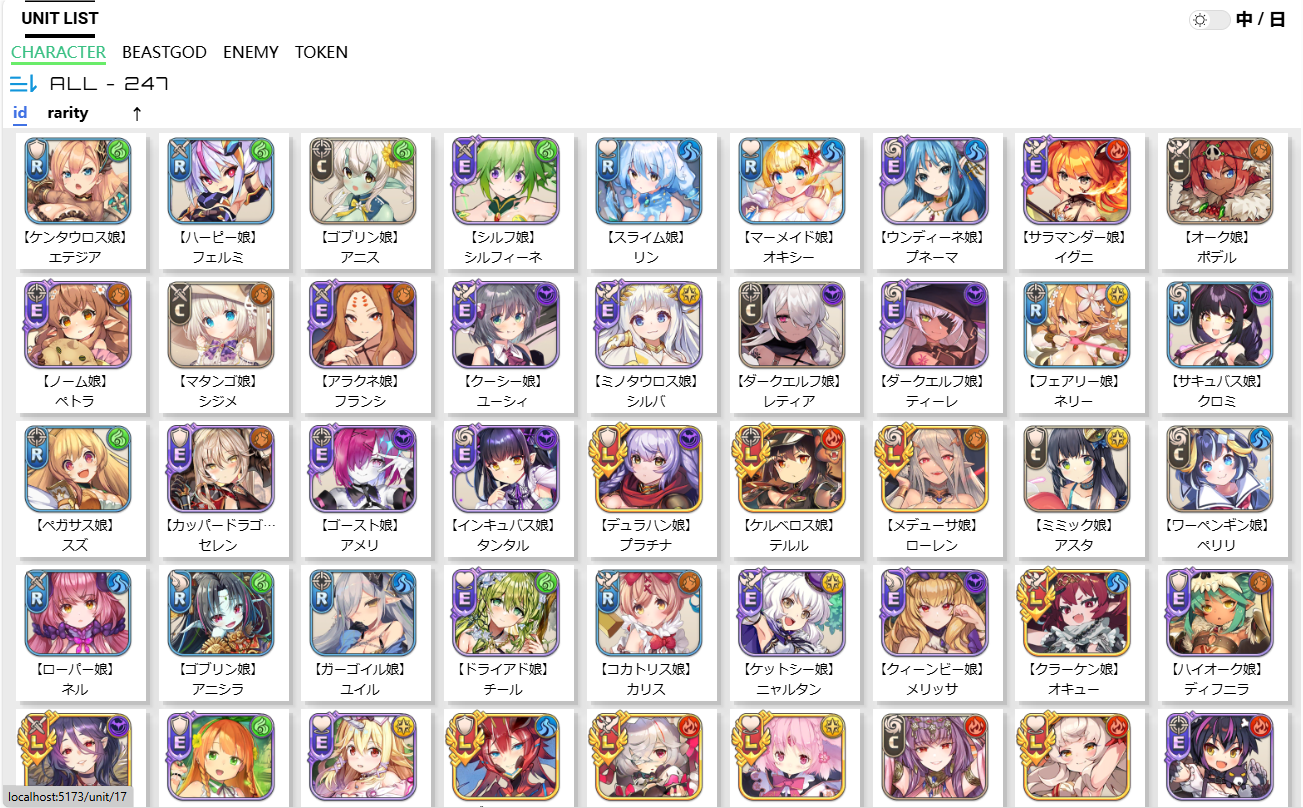 UNIT LIST
中 / 日
CHARACTER BEASTGOD ENEMY TOKEN
ALL - 247
id rarity ↑
R R C E R R E E C
【ケンタウロス娘】 【ハーピー娘】 【ゴブリン娘】 【シルフ娘】 【スライム娘】 【マーメイド娘】 【ウンディーネ娘】 【サラマンダー娘】 【オーク娘】
エテジア フェルミ アニス シルフィーネ リン オキシー プネーマ イグニ ボデル
E C E E E C E R R
【ノーム娘】 【マタンゴ娘】 【アラクネ娘】 【クーシー娘】 【ミノタウロス娘】 【ダークエルフ娘】 【ダークエルフ娘】 【フェアリー娘】 【サキュバス娘】
ペトラ シジメ フランシ ユーシィ シルバ レティア ティーレ ネリー クロミ
R E E E L L L C C
【ペガサス娘】 【カッパードラゴ… 【ゴースト娘】 【インキュバス娘】 【デュラハン娘】 【ケルベロス娘】 【メデューサ娘】 【ミミック娘】 【ワーペンギン娘】
スズ セレン アメリ タンタル プラチナ テルル ローレン アスタ ペリリ
R R R E R E E L E
【ローパー娘】 【ゴブリン娘】 【ガーゴイル娘】 【ドライアド娘】 【コカトリス娘】 【ケットシー娘】 【クィーンビー娘】 【クラーケン娘】 【ハイオーク娘】
ネル アニシラ ユイル チール カリス ニャルタン メリッサ オキュー ディフニラ
L E E L L L C L E
localhost:5173/unit/17